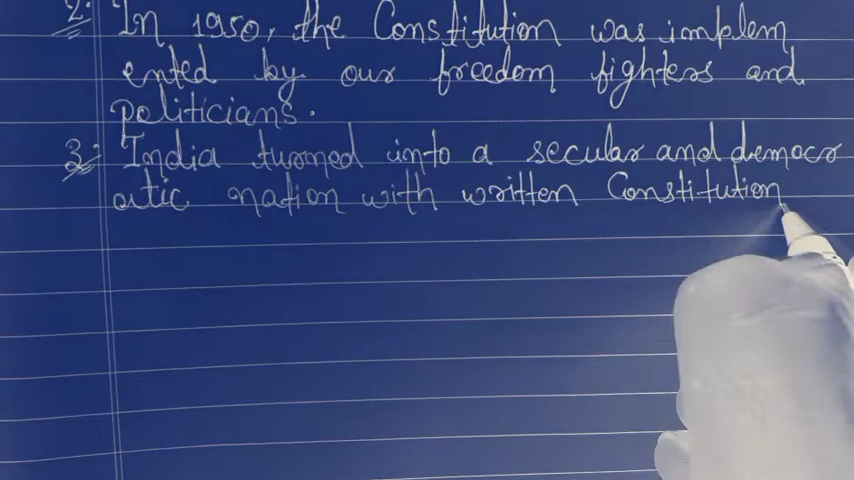 2. In 1950, the Constitution was implem
ented by our freedom fighters and
politicians.
3. India turned into a secular and democr
atic nation with written Constitution